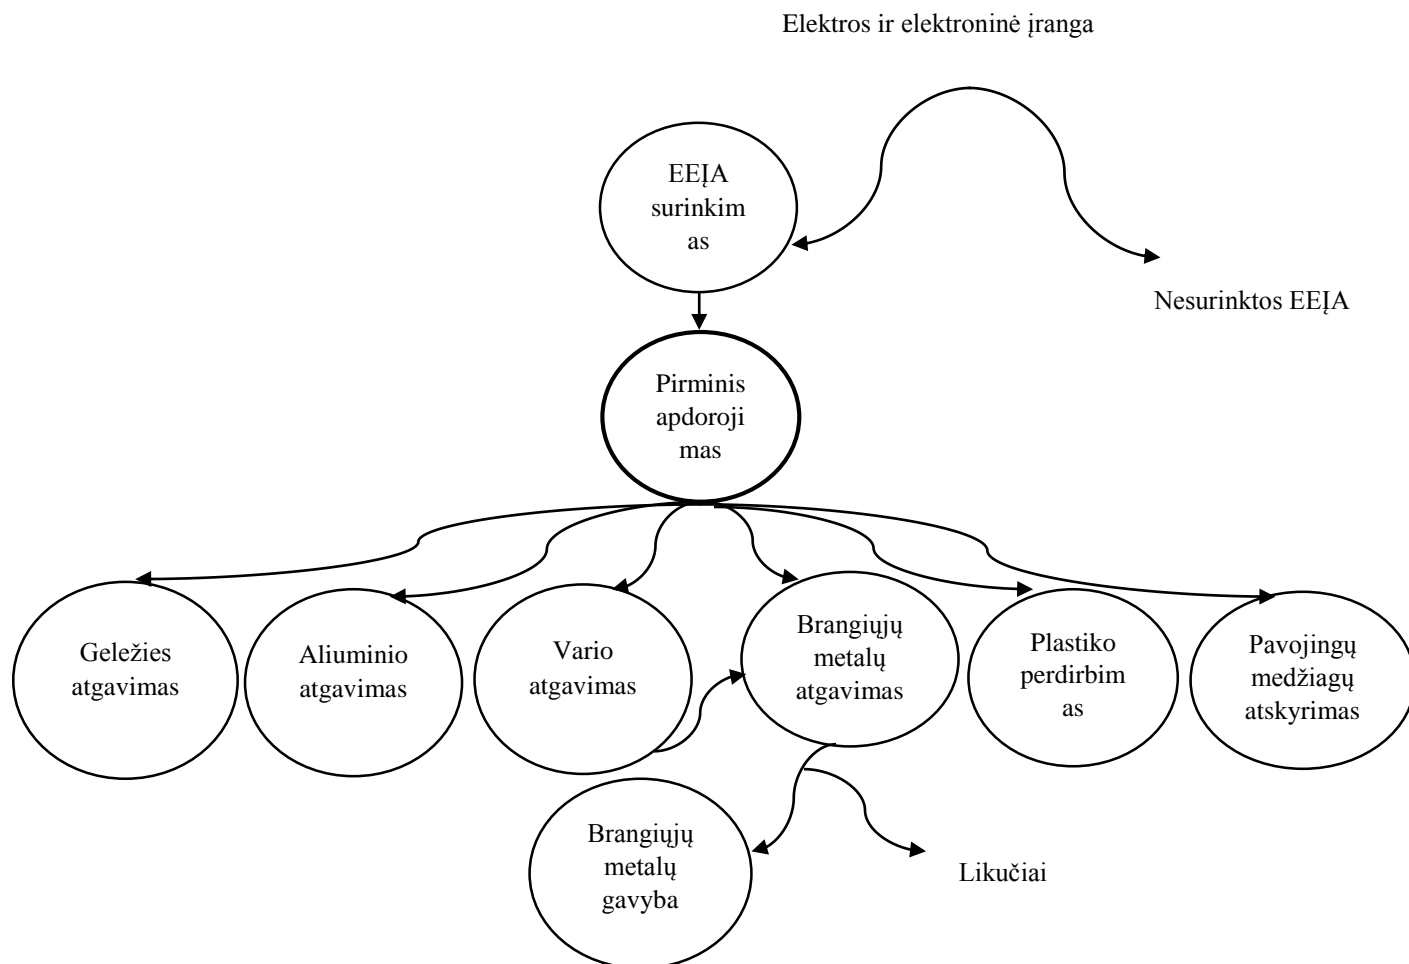 Elektros ir elektroninė įranga
EEĮA
surinkim
as
Nesurinktos EEĮA
Pirminis
apdoroji
mas
Geležies
atgavimas
Aliuminio
atgavimas
Vario
atgavimas
Brangiųjų
metalų
atgavimas
Plastiko
perdirbim
as
Pavojingų
medžiagų
atskyrimas
Brangiųjų
metalų
gavyba
Likučiai